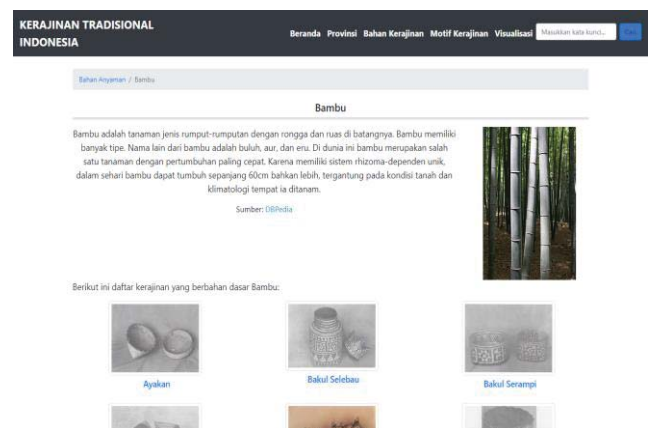 KERAJINAN TRADISIONAL
INDONESIA
Beranda Provinsi Bahan Kerajinan Motif Kerajinan Visualisasi Masukkan kata kunci... Cari
Bahan Anyaman / Bambu
Bambu
Bambu adalah tanaman jenis rumput-rumputan dengan rongga dan ruas di batangnya. Bambu memiliki
banyak tipe. Nama lain dari bambu adalah buluh, aur, dan eru. Di dunia ini bambu merupakan salah
satu tanaman dengan pertumbuhan paling cepat. Karena memiliki sistem rhizoma-dependen unik,
dalam sehari bambu dapat tumbuh sepanjang 60cm bahkan lebih, tergantung pada kondisi tanah dan
klimatologi tempat ia ditanam.
Sumber: DBPedia
Berikut ini daftar kerajinan yang berbahan dasar Bambu:
Ayakan
Bakul Selebau
Bakul Serampi